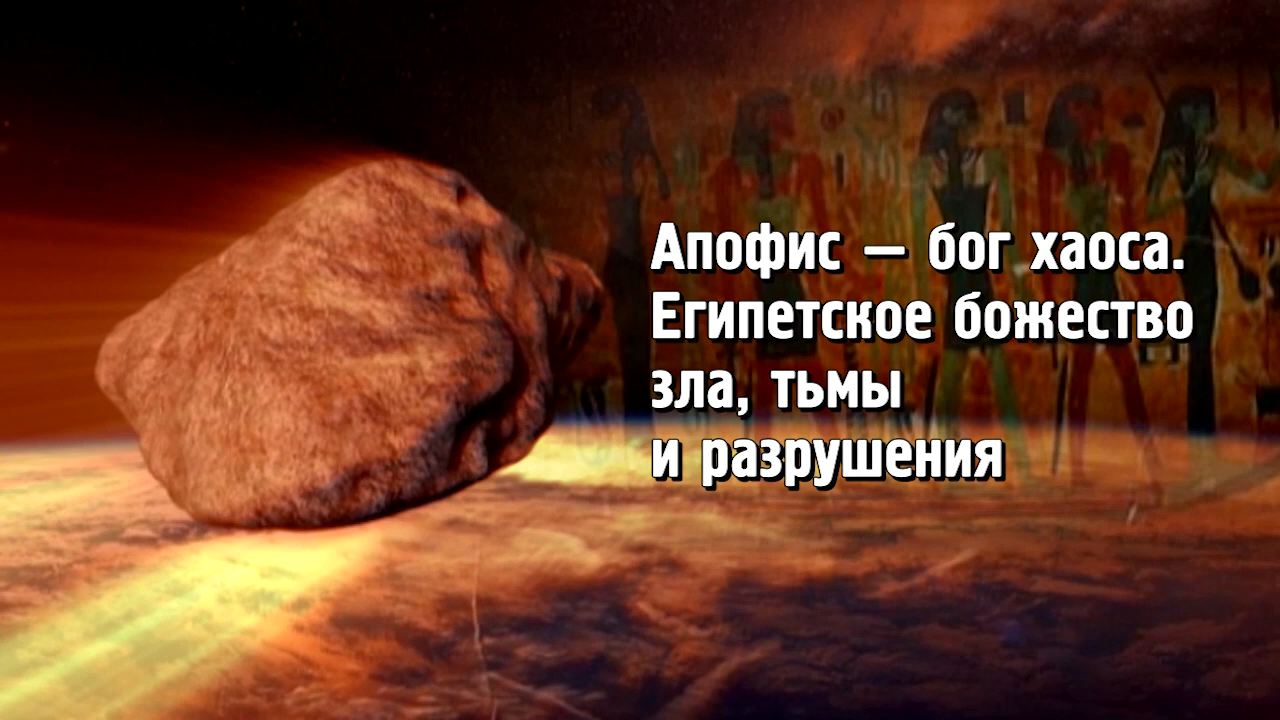 Апофис — бог хаоса.
Египетское божество
зла, тьмы
и разрушения